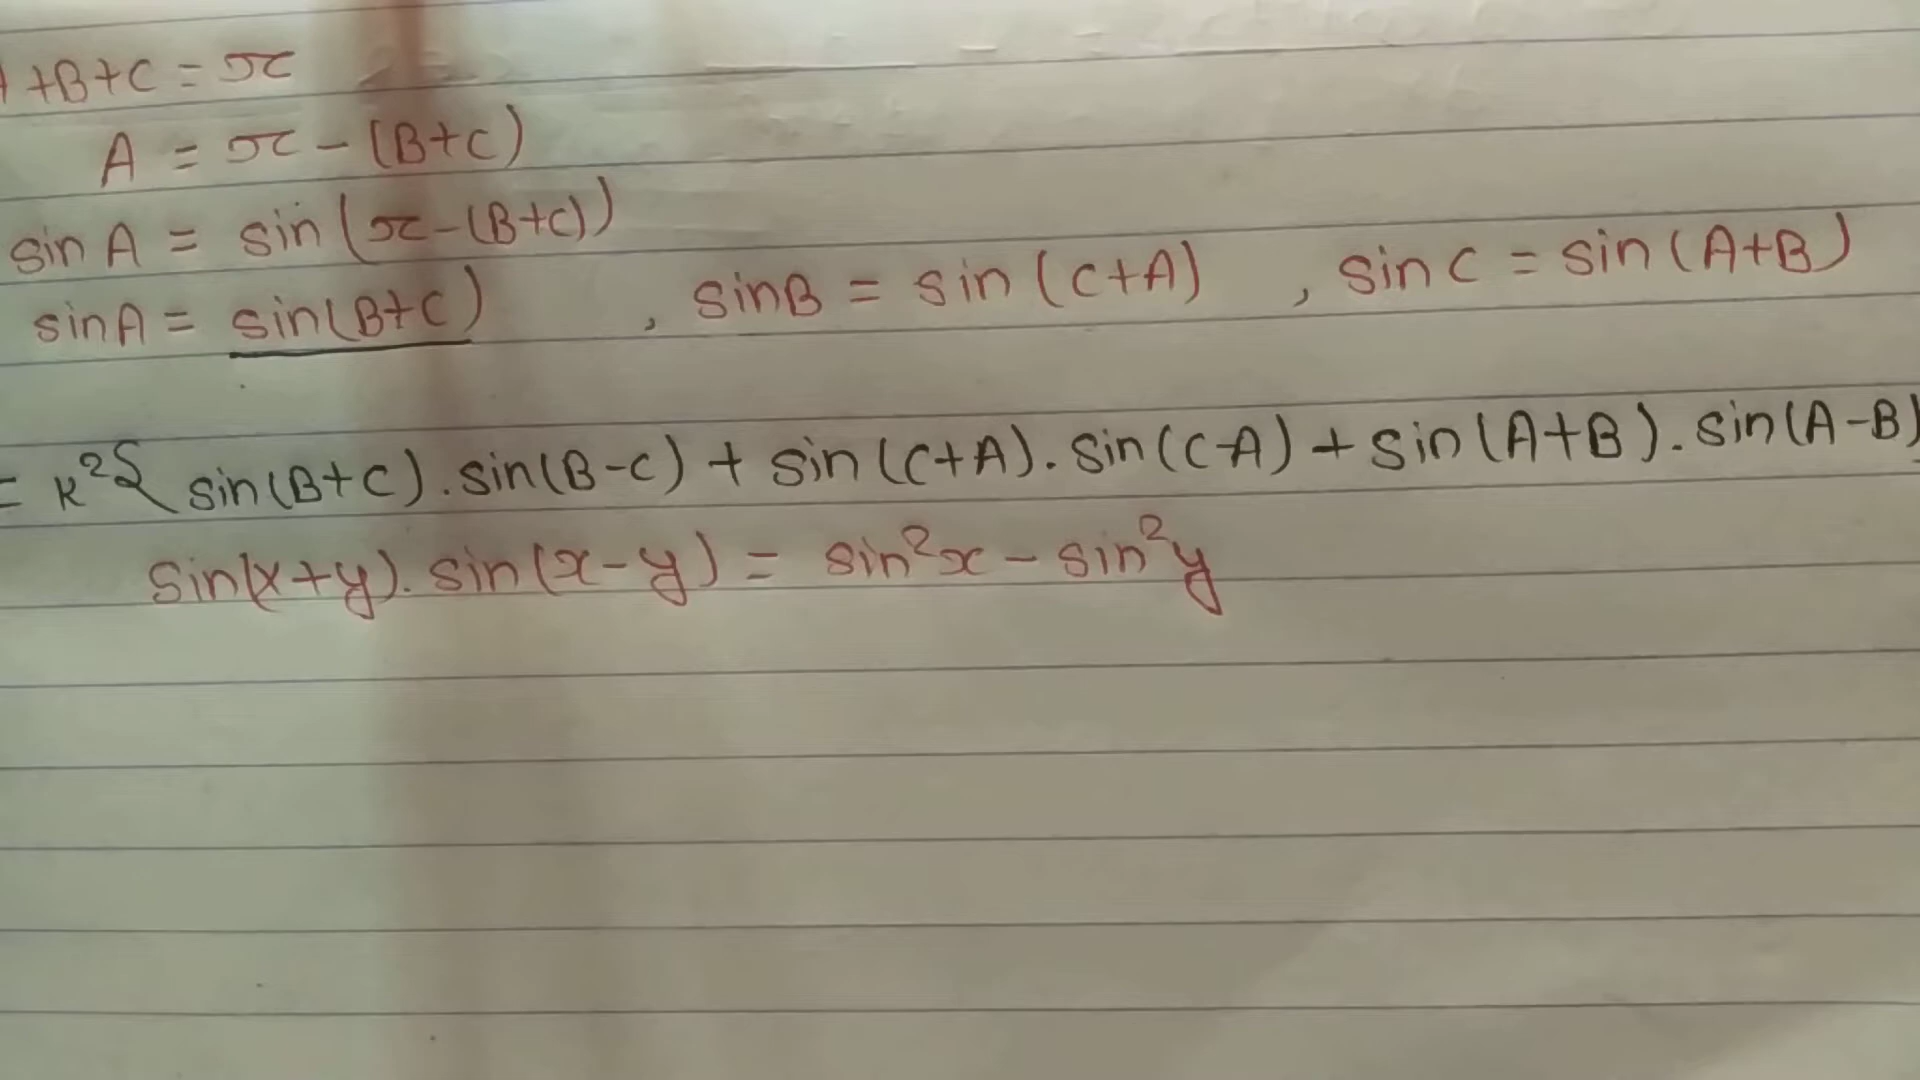 A+B+C = π
A = π - (B+C)
sin A = sin (π-(B+C))
sinA = sin(B+C) , sinB = sin (C+A) , sin C = sin (A+B)
= k²{ sin(B+C).sin(B-C) + sin (C+A).sin(C-A) + sin (A+B). sin(A-B)
sin(x+y). sin(x-y) = sin²x - sin²y